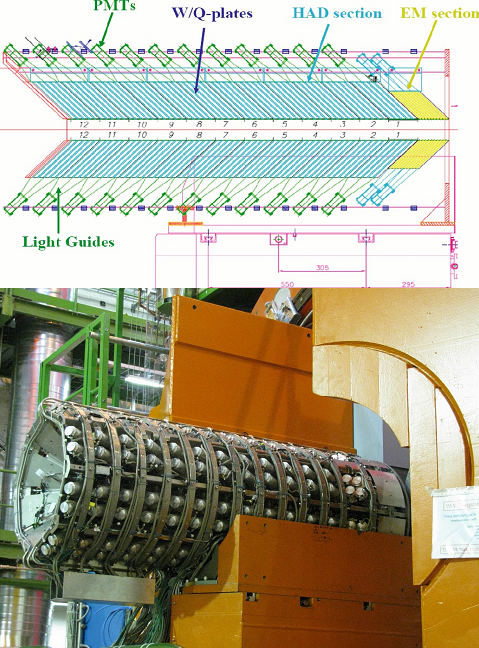 PMTs
W/Q-plates
HAD section
EM section
12 11 10 9 8 7 6 5 4 3 2 1
12 11 10 9 8 7 6 5 4 3 2 1
Light Guides
305
550
295